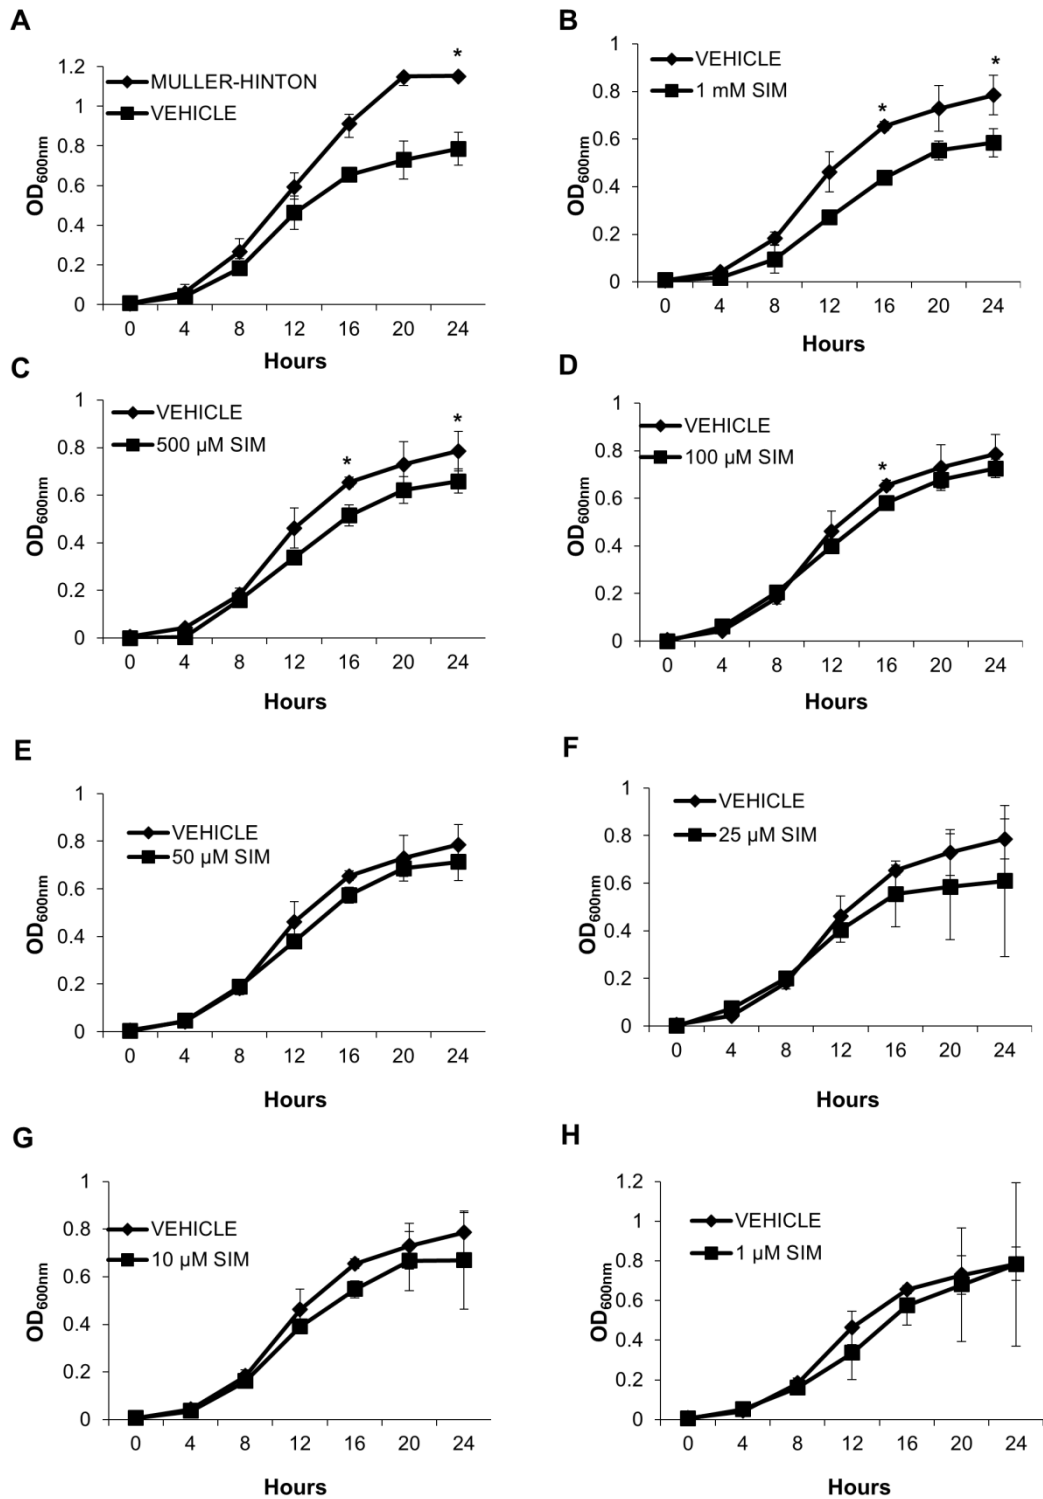 A
1.2
1
0.8
0.6
0.4
0.2
0
OD600nm
MULLER-HINTON
VEHICLE
*
0 4 8 12 16 20 24
Hours
B
1
0.8
0.6
0.4
0.2
0
OD600nm
VEHICLE
1 mM SIM
* *
0 4 8 12 16 20 24
Hours
C
1
0.8
0.6
0.4
0.2
0
OD600nm
VEHICLE
500 µM SIM
* *
0 4 8 12 16 20 24
Hours
D
1
0.8
0.6
0.4
0.2
0
OD600nm
VEHICLE
100 µM SIM
*
0 4 8 12 16 20 24
Hours
E
1
0.8
0.6
0.4
0.2
0
OD600nm
VEHICLE
50 µM SIM
0 4 8 12 16 20 24
Hours
F
1
0.8
0.6
0.4
0.2
0
OD600nm
VEHICLE
25 µM SIM
0 4 8 12 16 20 24
Hours
G
1
0.8
0.6
0.4
0.2
0
OD600nm
VEHICLE
10 µM SIM
0 4 8 12 16 20 24
Hours
H
1.2
1
0.8
0.6
0.4
0.2
0
OD600nm
VEHICLE
1 µM SIM
0 4 8 12 16 20 24
Hours